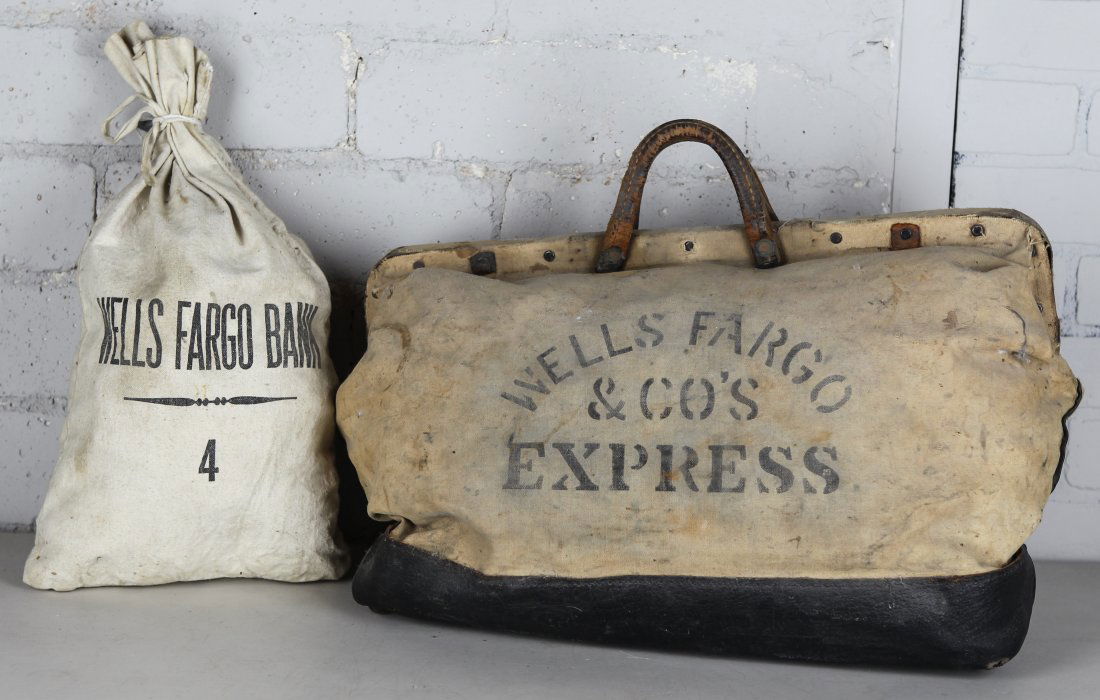 WELLS FARGO BANK
4
WELLS FARGO
& CO'S
EXPRESS